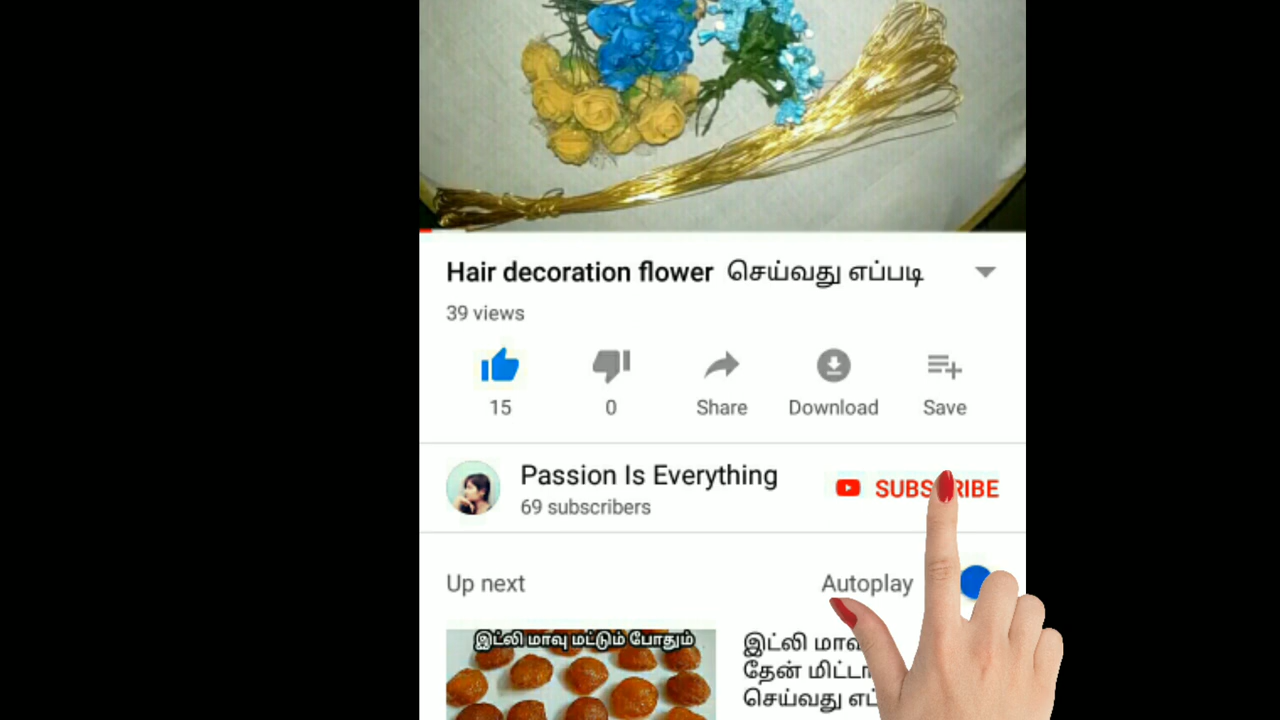 Hair decoration flower செய்வது எப்படி
39 views
15
0
Share
Download
Save
Passion Is Everything
69 subscribers
SUBSCRIBE
Up next
Autoplay
இட்லி மாவு மட்டும் போதும்
இட்லி
தேன்
செய்வது